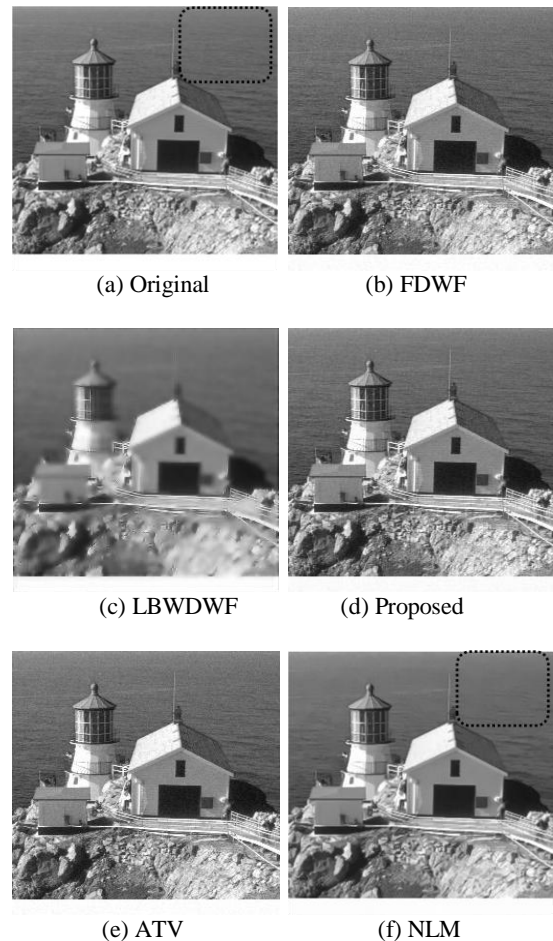 (a) Original
(b) FDWF
(c) LBWDWF
(d) Proposed
(e) ATV
(f) NLM